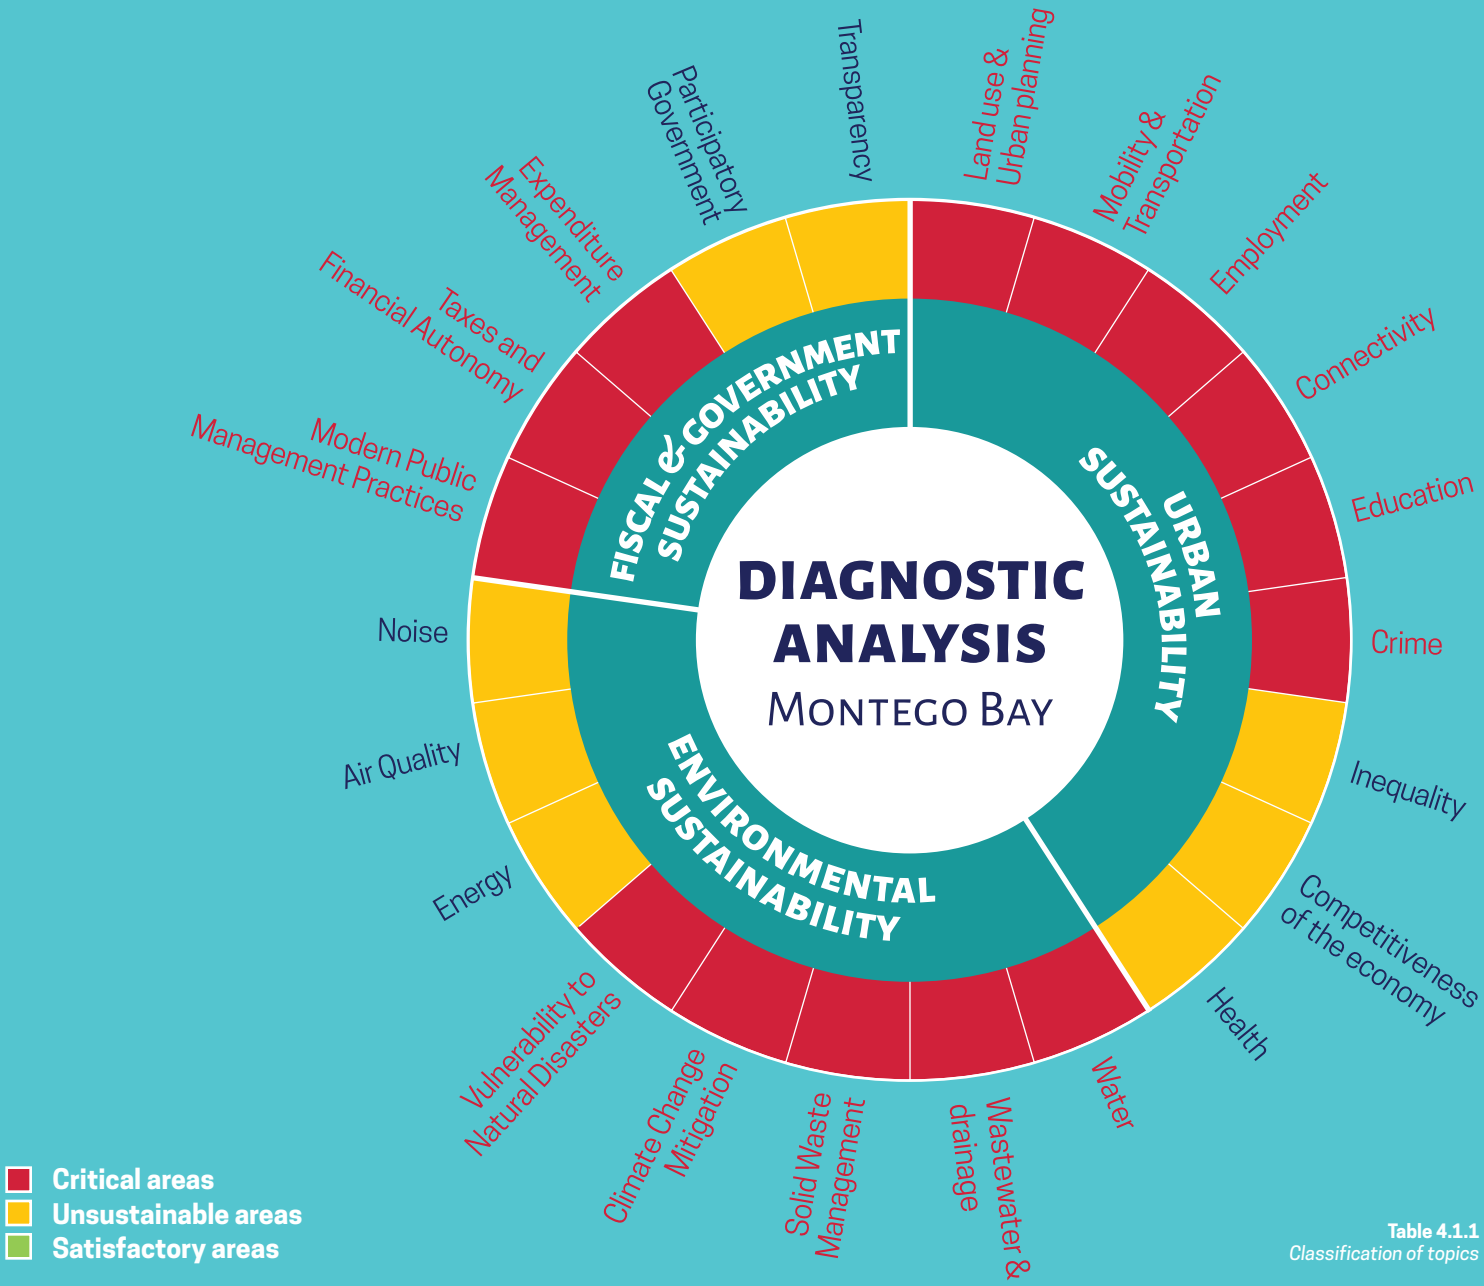 Transparency
Land use &
Urban planning
Mobility &
Transportation
Employment
Connectivity
Education
Crime
Inequality
Competitiveness
of the economy
Health
Water
Wastewater &
drainage
Solid Waste
Management
Climate Change
Mitigation
Vulnerability to
Natural Disasters
Energy
Air Quality
Noise
Modern Public
Management Practices
Taxes and
Financial Autonomy
Expenditure
Management
Participatory
Government
FISCAL & GOVERNMENT
SUSTAINABILITY
URBAN
SUSTAINABILITY
ENVIRONMENTAL
SUSTAINABILITY
DIAGNOSTIC
ANALYSIS
MONTEGO BAY
Critical areas
Unsustainable areas
Satisfactory areas
Table 4.1.1
Classification of topics